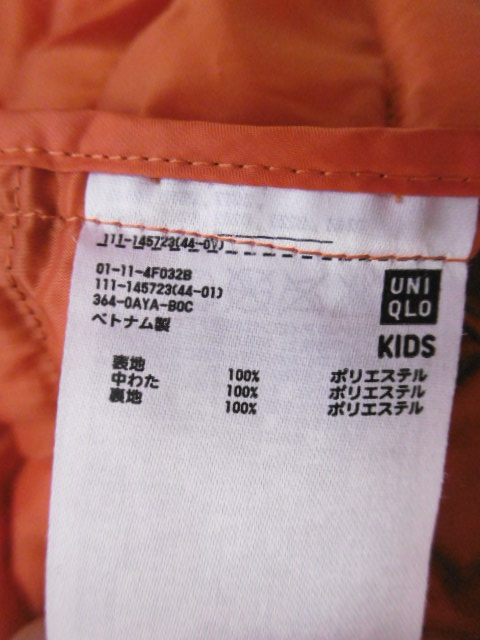 111-145723(44-01)
01-11-4F032B
111-145723(44-01)
364-0AYA-B0C
ベトナム製
UNI
QLO
KIDS
表地 100% ポリエステル
中わた 100% ポリエステル
裏地 100% ポリエステル